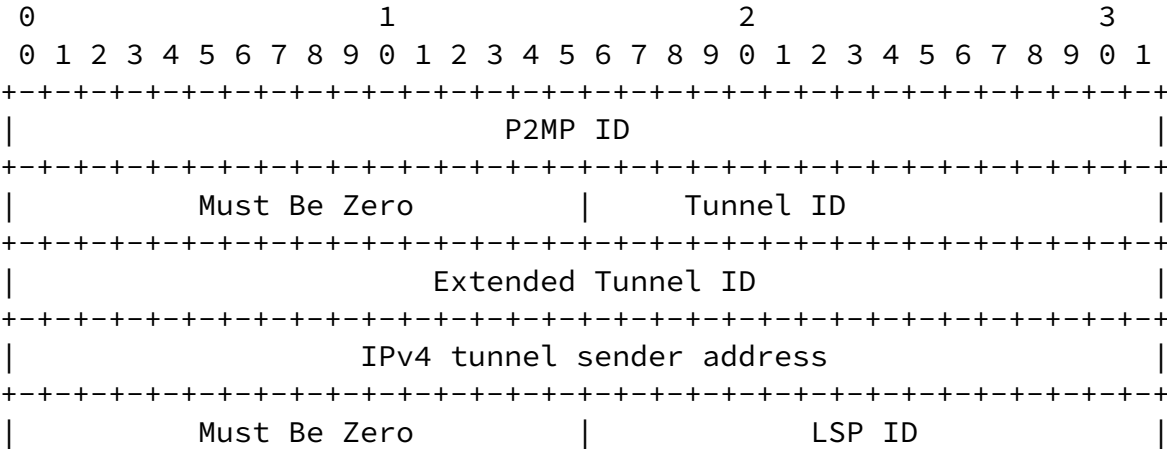 0                   1                   2                   3
0 1 2 3 4 5 6 7 8 9 0 1 2 3 4 5 6 7 8 9 0 1 2 3 4 5 6 7 8 9 0 1
+-+-+-+-+-+-+-+-+-+-+-+-+-+-+-+-+-+-+-+-+-+-+-+-+-+-+-+-+-+-+-+-+
|                           P2MP ID                             |
+-+-+-+-+-+-+-+-+-+-+-+-+-+-+-+-+-+-+-+-+-+-+-+-+-+-+-+-+-+-+-+-+
|          Must Be Zero         |     Tunnel ID                 |
+-+-+-+-+-+-+-+-+-+-+-+-+-+-+-+-+-+-+-+-+-+-+-+-+-+-+-+-+-+-+-+-+
|                       Extended Tunnel ID                      |
+-+-+-+-+-+-+-+-+-+-+-+-+-+-+-+-+-+-+-+-+-+-+-+-+-+-+-+-+-+-+-+-+
|                   IPv4 tunnel sender address                  |
+-+-+-+-+-+-+-+-+-+-+-+-+-+-+-+-+-+-+-+-+-+-+-+-+-+-+-+-+-+-+-+-+
|          Must Be Zero         |            LSP ID             |